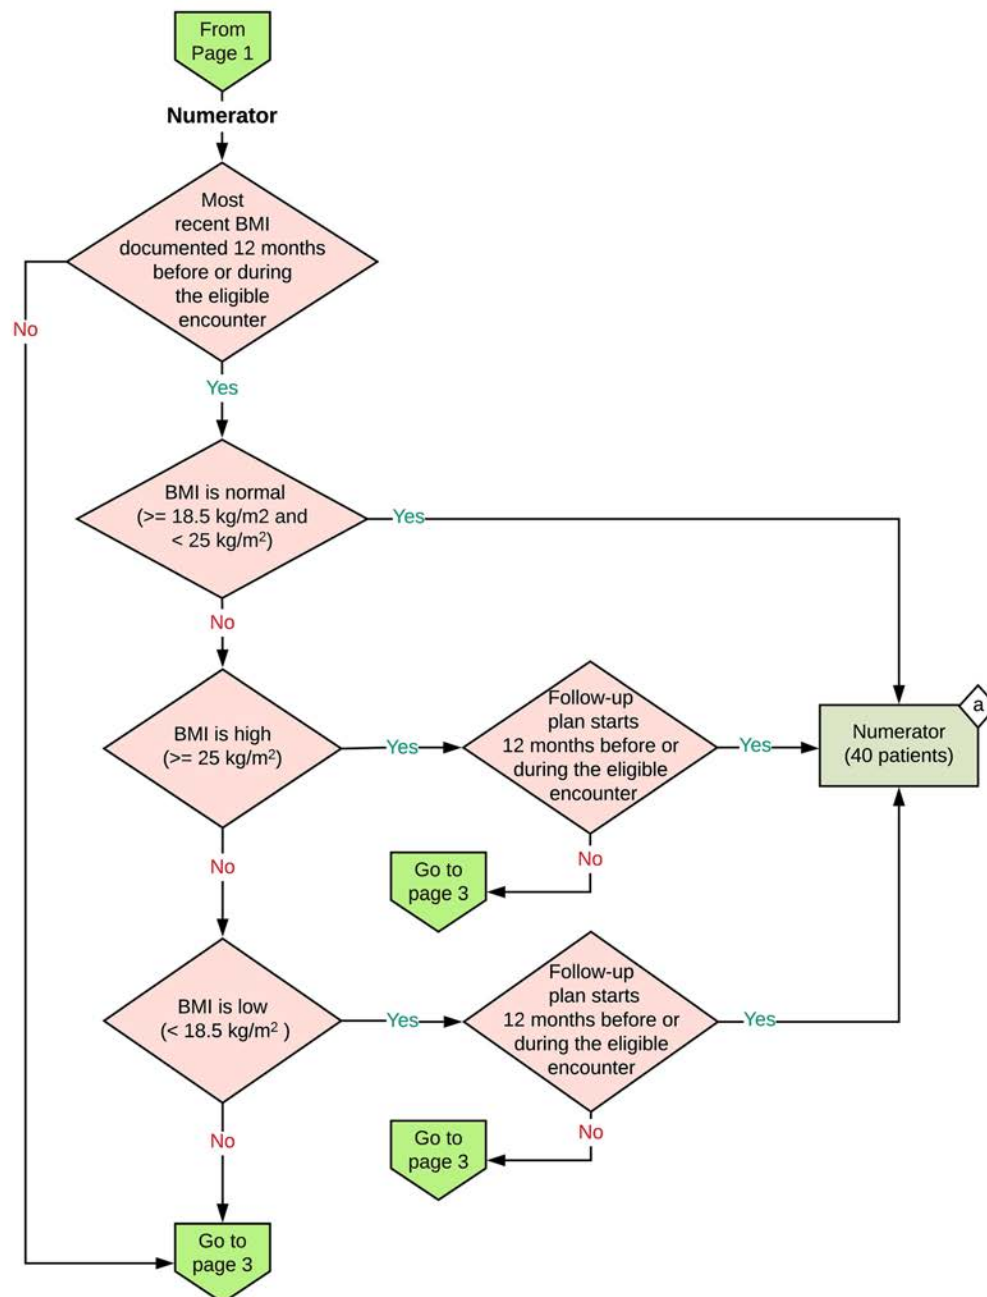 From
Page 1
Numerator
Most
recent BMI
documented 12 months
before or during
the eligible
encounter
No
Yes
BMI is normal
(>= 18.5 kg/m2 and
< 25 kg/m²)
Yes
No
BMI is high
(>= 25 kg/m²)
Yes
Follow-up
plan starts
12 months before or
during the eligible
encounter
Yes
Numerator
(40 patients)
a
No
Go to
page 3
No
BMI is low
(< 18.5 kg/m² )
Yes
Follow-up
plan starts
12 months before or
during the eligible
encounter
Yes
No
Go to
page 3
No
Go to
page 3